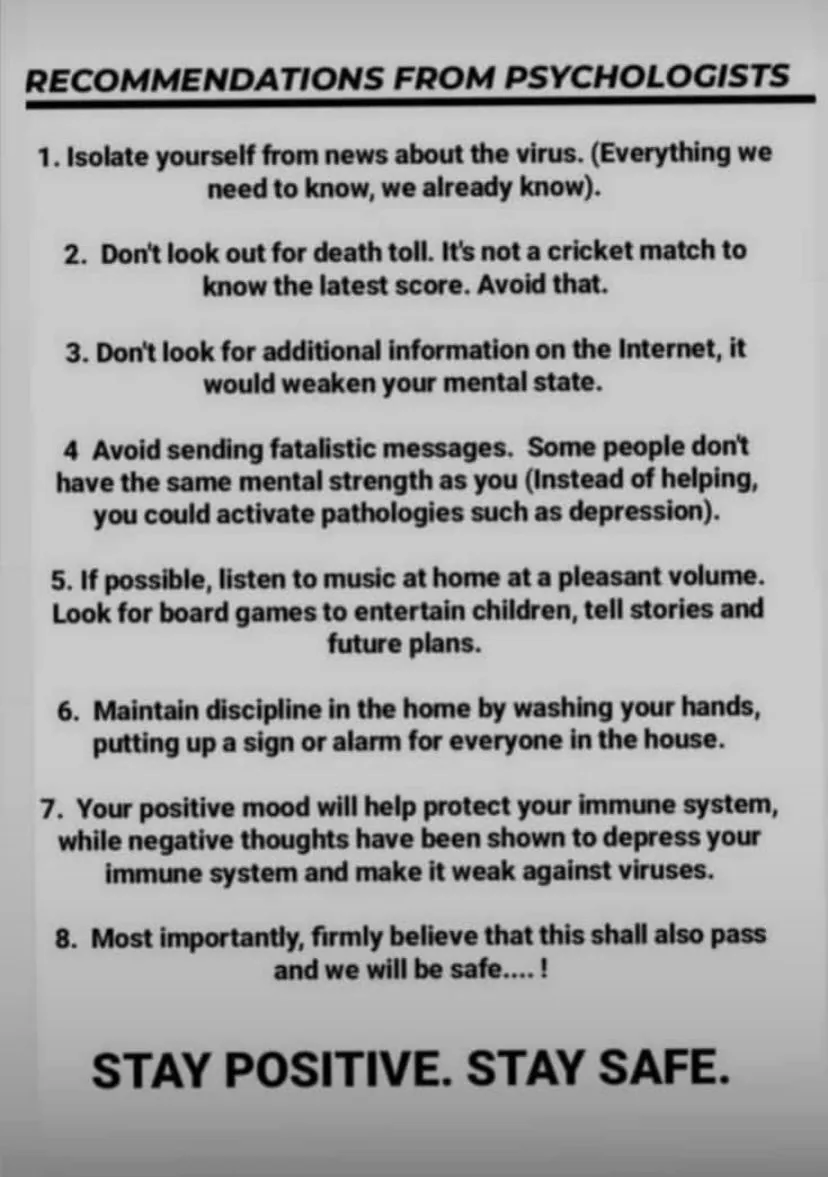 RECOMMENDATIONS FROM PSYCHOLOGISTS
1. Isolate yourself from news about the virus. (Everything we
need to know, we already know).
2. Don't look out for death toll. It's not a cricket match to
know the latest score. Avoid that.
3. Don't look for additional information on the Internet, it
would weaken your mental state.
4 Avoid sending fatalistic messages. Some people don't
have the same mental strength as you (Instead of helping,
you could activate pathologies such as depression).
5. If possible, listen to music at home at a pleasant volume.
Look for board games to entertain children, tell stories and
future plans.
6. Maintain discipline in the home by washing your hands,
putting up a sign or alarm for everyone in the house.
7. Your positive mood will help protect your immune system,
while negative thoughts have been shown to depress your
immune system and make it weak against viruses.
8. Most importantly, firmly believe that this shall also pass
and we will be safe.... !
STAY POSITIVE. STAY SAFE.